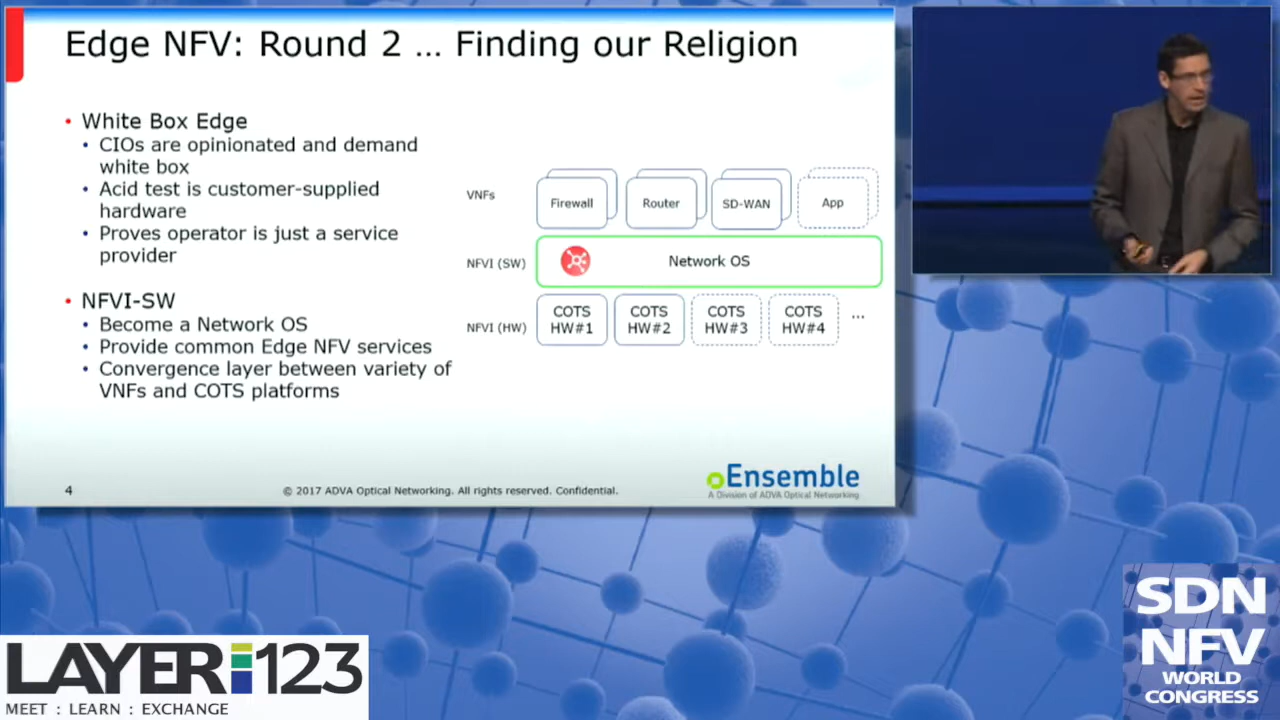 Edge NFV: Round 2 … Finding our Religion
• White Box Edge
• CIOs are opinionated and demand
white box
• Acid test is customer-supplied
hardware
• Proves operator is just a service
provider
• NFVI-SW
• Become a Network OS
• Provide common Edge NFV services
• Convergence layer between variety of
VNFs and COTS platforms
VNFs
Firewall
Router
SD-WAN
App
NFVI (SW)
Network OS
NFVI (HW)
COTS
HW#1
COTS
HW#2
COTS
HW#3
COTS
HW#4
...
4
© 2017 ADVA Optical Networking. All rights reserved. Confidential.
Ensemble
A Division of ADVA Optical Networking
LAYER123
MEET : LEARN : EXCHANGE
SDN
NFV
WORLD
CONGRESS